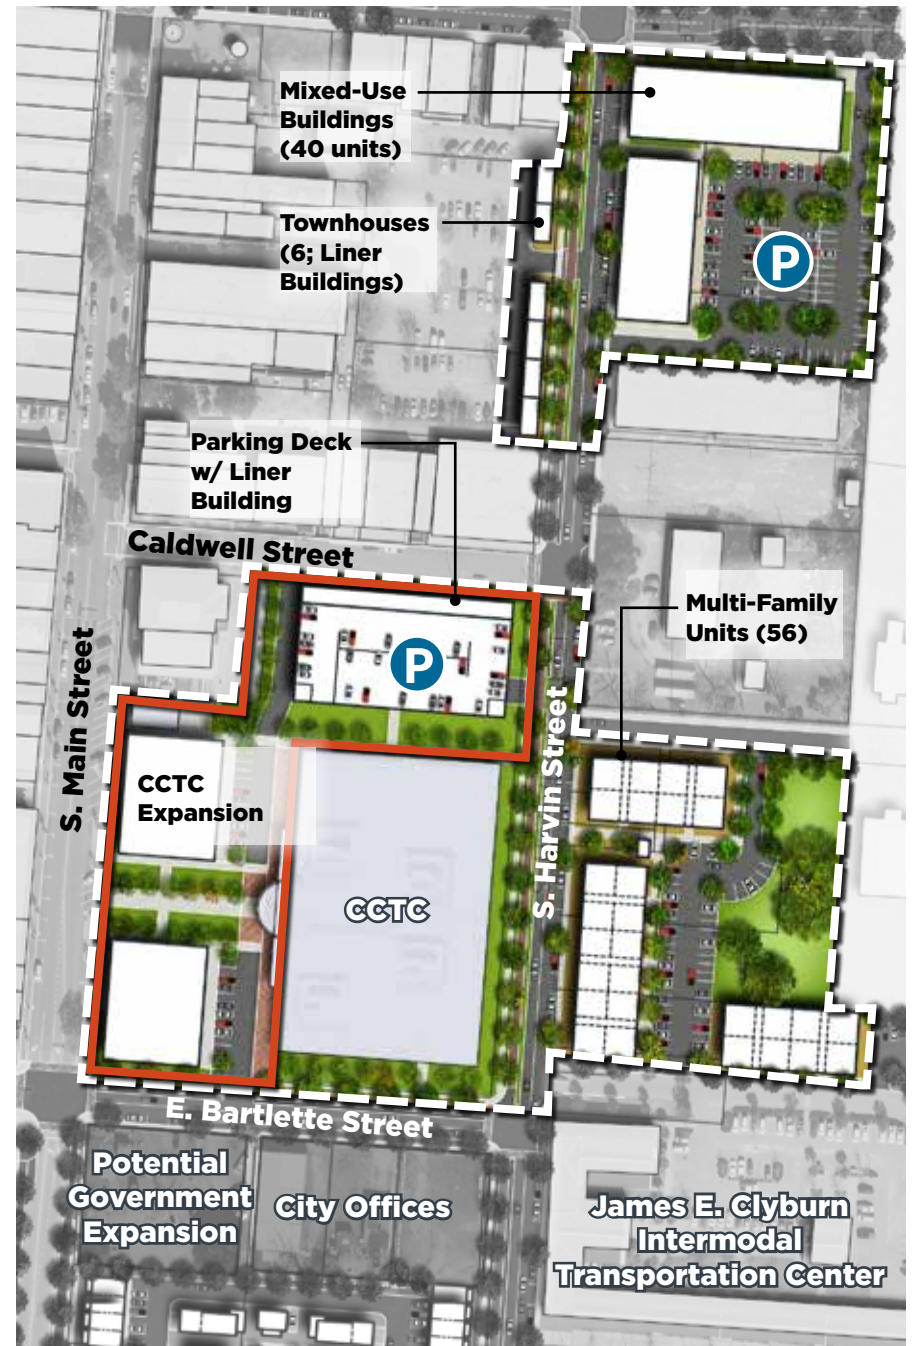 Mixed-Use
Buildings
(40 units)
Townhouses
(6; Liner
Buildings)
P
Parking Deck
w/ Liner
Building
Caldwell Street
Multi-Family
Units (56)
P
S. Main Street
S. Harvin Street
CCTC
Expansion
CCTC
E. Bartlette Street
Potential
Government
Expansion
City Offices
James E. Clyburn
Intermodal
Transportation Center